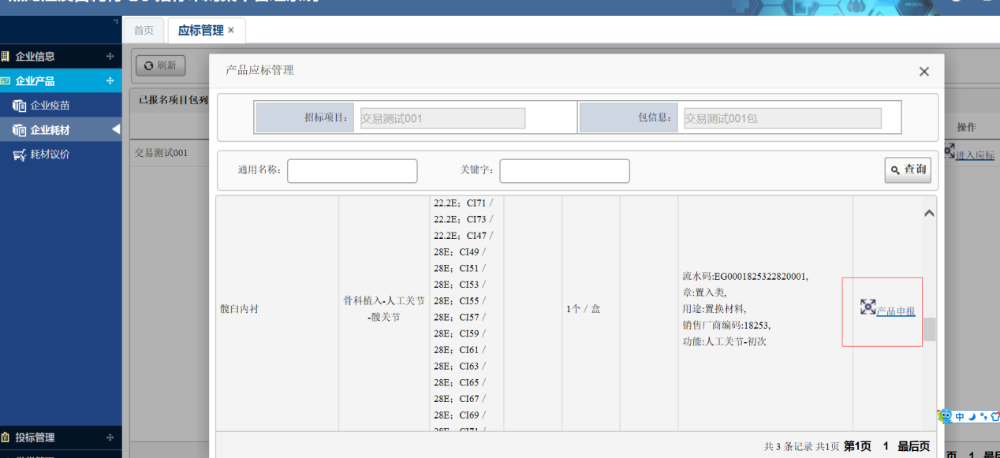 首页
应标管理 ×
企业信息
企业产品
企业疫苗
企业耗材
耗材议价
投标管理
刷新
已报名项目包列
交易测试001
操作
进入应标
产品应标管理
招标项目：
交易测试001
包信息：
交易测试001包
通用名称：
关键字：
查询
髋臼内衬
骨科植入-人工关节
-髋关节
22.2E；CI71 /
22.2E；CI73 /
22.2E；CI47 /
28E；CI49 /
28E；CI51 /
28E；CI53 /
28E；CI55 /
28E；CI57 /
28E；CI59 /
28E；CI61 /
28E；CI63 /
28E；CI65 /
28E；CI67 /
28E；CI69 /
28E；CI71 /
1个 / 盒
流水码:EG0001825322820001,
章:置入类,
用途:置换材料,
销售厂商编码:18253,
功能:人工关节-初次
产品申报
中
共 3 条记录 共1页 第1页 1 最后页
页 1 最后